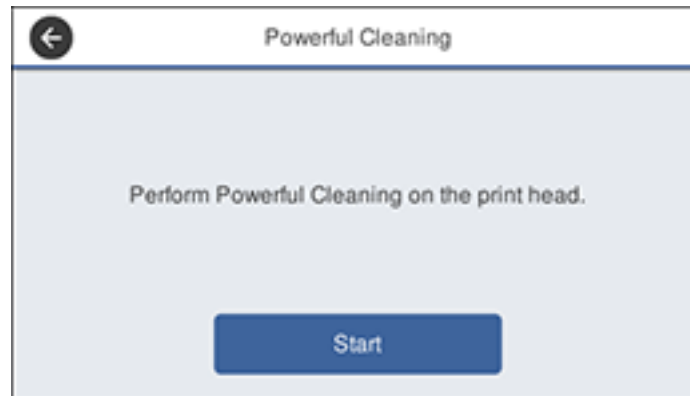 Powerful Cleaning
Perform Powerful Cleaning on the print head.
Start